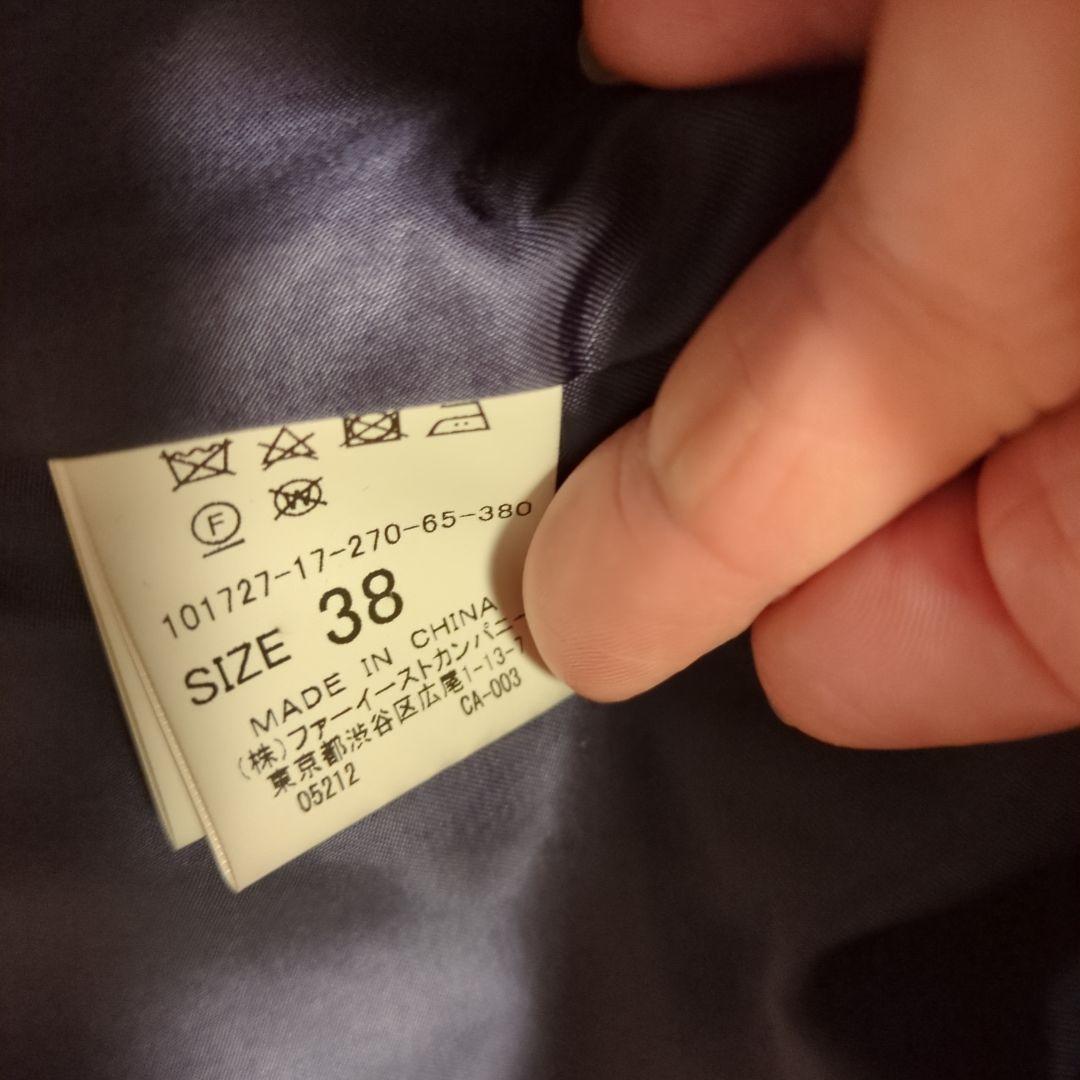 F W
101727-17-270-65-380
SIZE 38
MADE IN CHINA
(株)ファーイーストカンパニー
東京都渋谷区広尾1-13-7
05212 CA-003